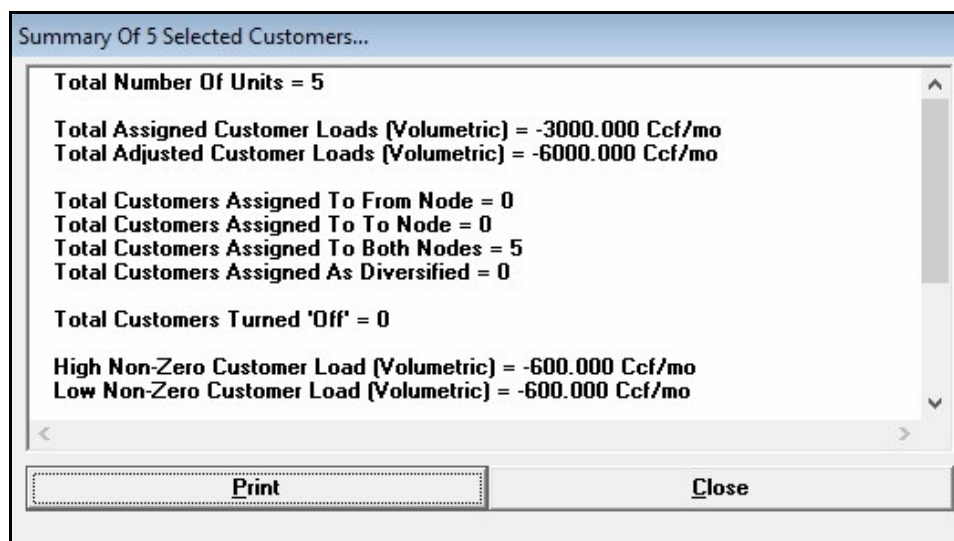 Summary Of 5 Selected Customers...
Total Number Of Units = 5
Total Assigned Customer Loads (Volumetric) = -3000.000 Ccf/mo
Total Adjusted Customer Loads (Volumetric) = -6000.000 Ccf/mo
Total Customers Assigned To From Node = 0
Total Customers Assigned To To Node = 0
Total Customers Assigned To Both Nodes = 5
Total Customers Assigned As Diversified = 0
Total Customers Turned 'Off' = 0
High Non-Zero Customer Load (Volumetric) = -600.000 Ccf/mo
Low Non-Zero Customer Load (Volumetric) = -600.000 Ccf/mo
Print Close